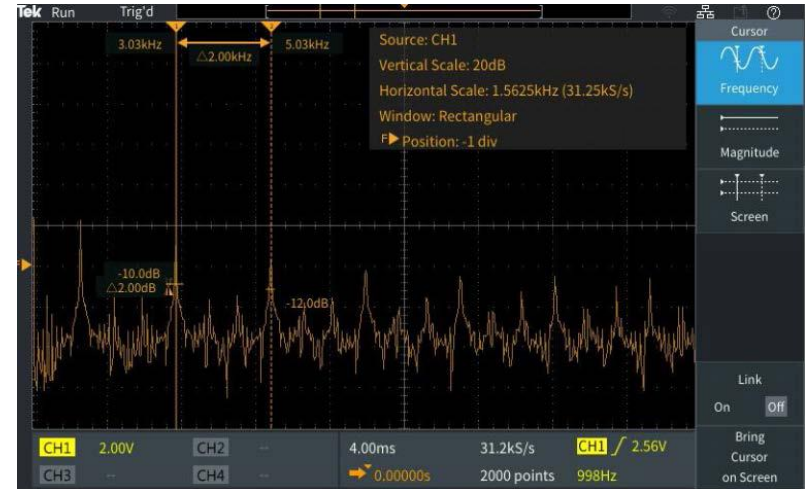 Tek Run Trig'd
Cursor
3.03kHz
△2.00kHz
5.03kHz
Source: CH1
Vertical Scale: 20dB
Horizontal Scale: 1.5625kHz (31.25kS/s)
Window: Rectangular
F Position: -1 div
Frequency
Magnitude
Screen
F
-10.0dB
△2.00dB
-12.0dB
Link
On Off
Bring
Cursor
on Screen
CH1 2.00V CH2 -- 4.00ms 31.2kS/s CH1 / 2.56V
CH3 -- CH4 -- 0.00000s 2000 points 998Hz